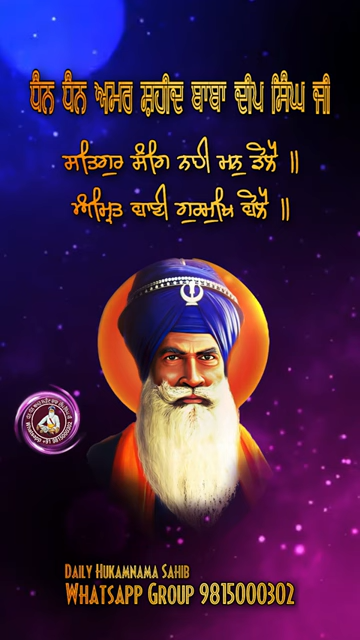 ਧੰਨ ਧੰਨ ਅਮਰ ਸ਼ਹੀਦ ਬਾਬਾ ਦੀਪ ਸਿੰਘ ਜੀ
ਸਤਿਗੁਰ ਸੰਗਿ ਨਹੀ ਮਨੁ ਡੋਲੈ ॥
ਅੰਮ੍ਰਿਤ ਬਾਣੀ ਗੁਰਮੁਖਿ ਬੋਲੈ ॥
Daily Hukamnama Sahib
Whatsapp Group 9815000302